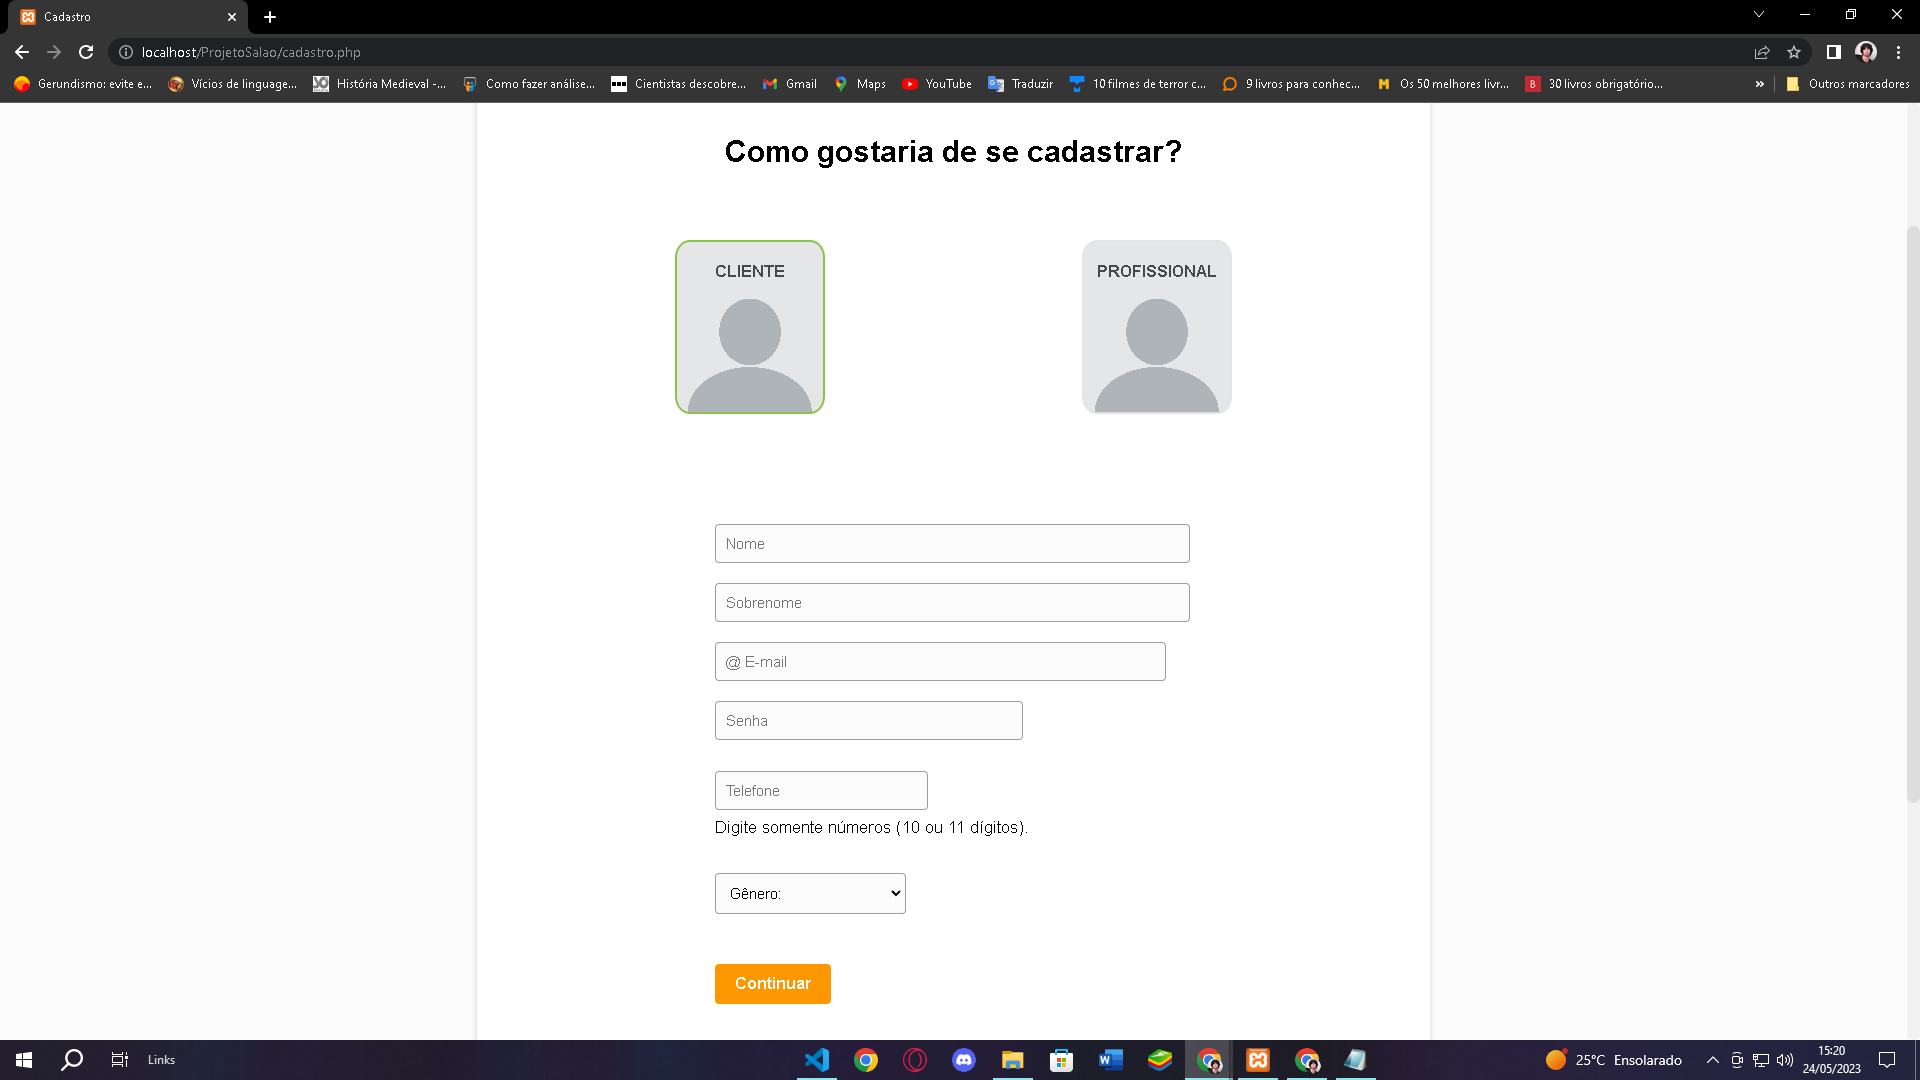 Cadastro
localhost/ProjetoSalao/cadastro.php
Gerundismo: evite e...
Vícios de linguage...
História Medieval -...
Como fazer análise...
Cientistas descobre...
Gmail
Maps
YouTube
Traduzir
10 filmes de terror c...
9 livros para conhec...
Os 50 melhores livr...
30 livros obrigatório...
Outros marcadores
Como gostaria de se cadastrar?
CLIENTE
PROFISSIONAL
Nome
Sobrenome
@ E-mail
Senha
Telefone
Digite somente números (10 ou 11 dígitos).
Gênero:
Continuar
Links
25°C Ensolarado
15:20
24/05/2023